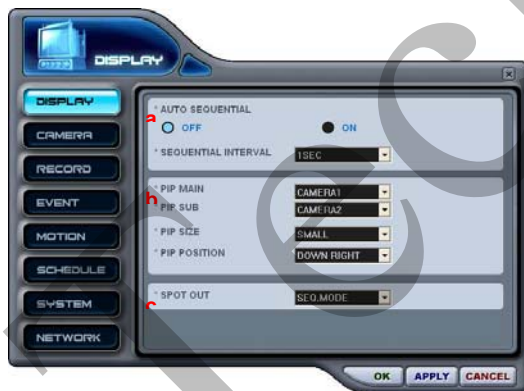 DISPLAY
DISPLAY
CAMERA
RECORD
EVENT
MOTION
SCHEDULE
SYSTEM
NETWORK
a
* AUTO SEQUENTIAL
OFF ON
* SEQUENTIAL INTERVAL 1SEC
* PIP MAIN CAMERA1
* PIP SUB CAMERA2
* PIP SIZE SMALL
* PIP POSITION DOWN RIGHT
* SPOT OUT SEQ.MODE
OK APPLY CANCEL